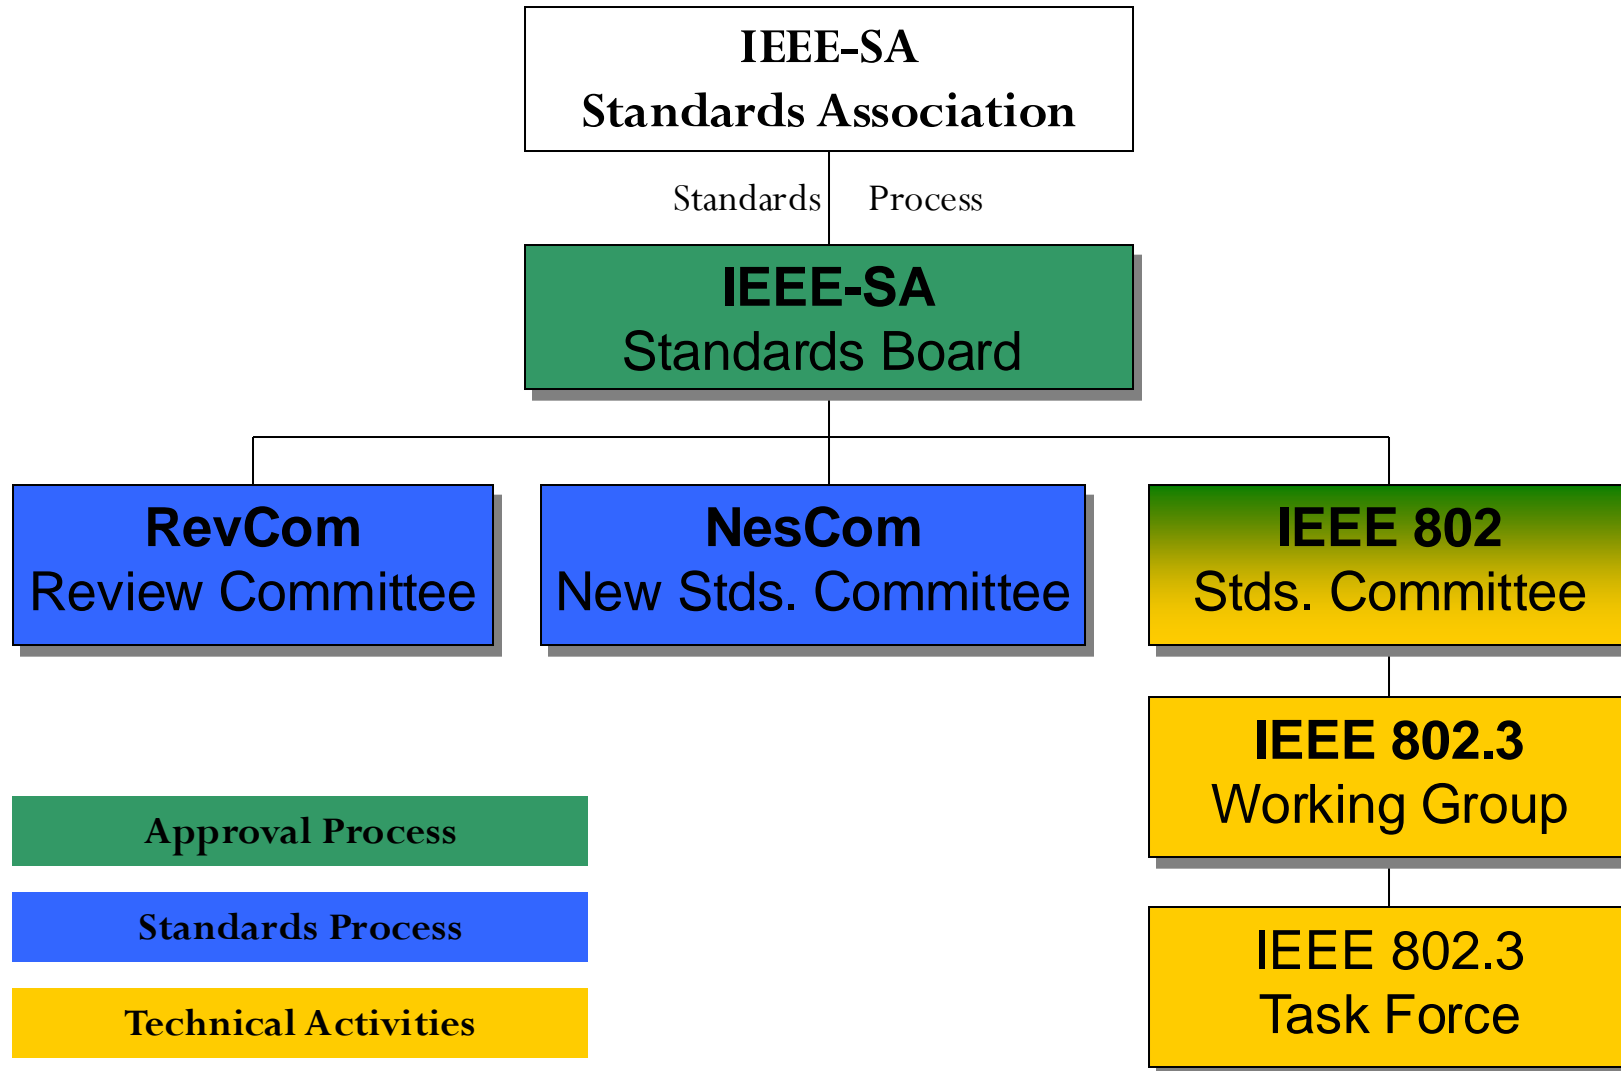 IEEE-SA
Standards Association
Standards Process
IEEE-SA
Standards Board
RevCom
Review Committee
NesCom
New Stds. Committee
IEEE 802
Stds. Committee
IEEE 802.3
Working Group
IEEE 802.3
Task Force
Approval Process
Standards Process
Technical Activities